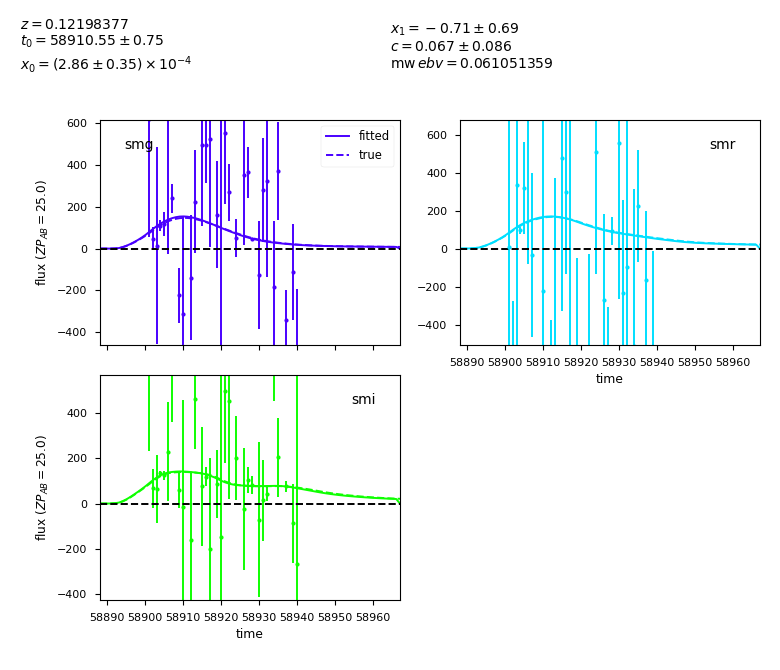 z = 0.12198377
t₀ = 58910.55 ± 0.75
x₀ = (2.86 ± 0.35) × 10⁻⁴
x₁ = −0.71 ± 0.69
c = 0.067 ± 0.086
mwebv = 0.061051359
smg
fitted
true
600
400
200
0
−200
−400
flux (ZP_AB = 25.0)
smr
600
400
200
0
−200
−400
58890 58900 58910 58920 58930 58940 58950 58960
time
smi
400
200
0
−200
−400
flux (ZP_AB = 25.0)
58890 58900 58910 58920 58930 58940 58950 58960
time